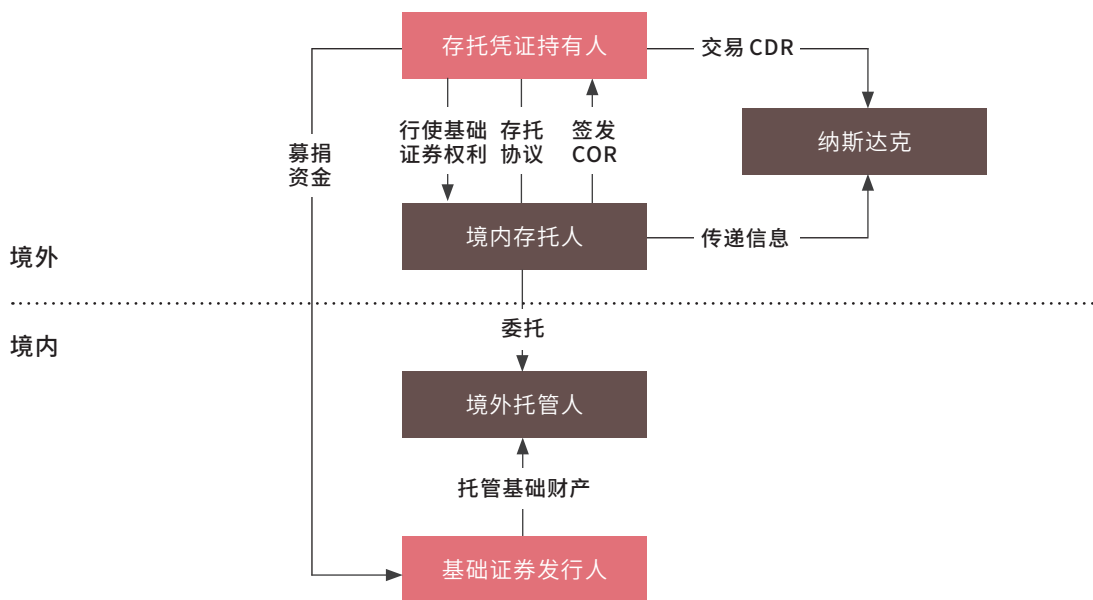 存托凭证持有人
交易CDR
行使基础
证券权利
存托
协议
签发
COR
纳斯达克
募捐
资金
境内存托人
传递信息
境外
境内
委托
境外托管人
托管基础财产
基础证券发行人